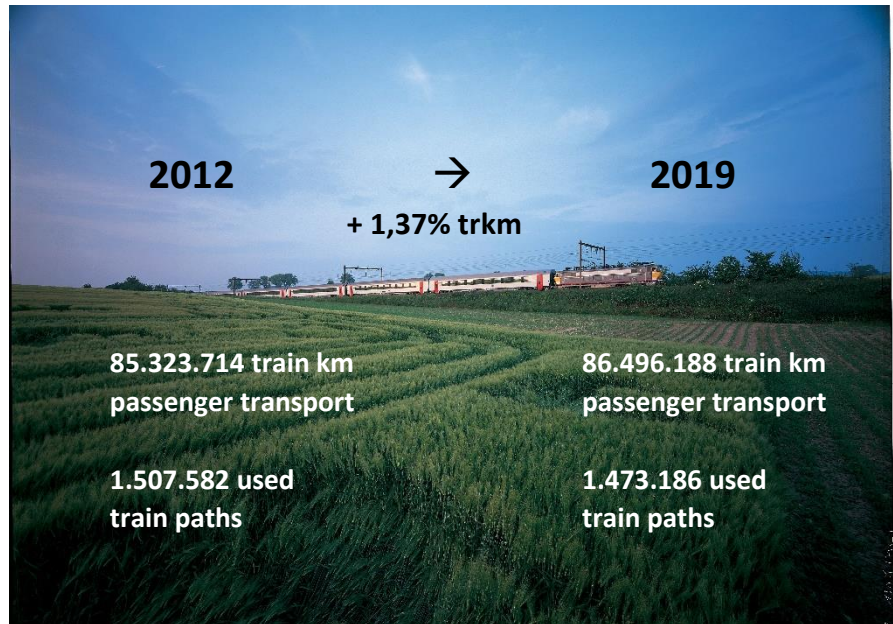 2012 → 2019
+ 1,37% trkm
85.323.714 train km
passenger transport
86.496.188 train km
passenger transport
1.507.582 used
train paths
1.473.186 used
train paths